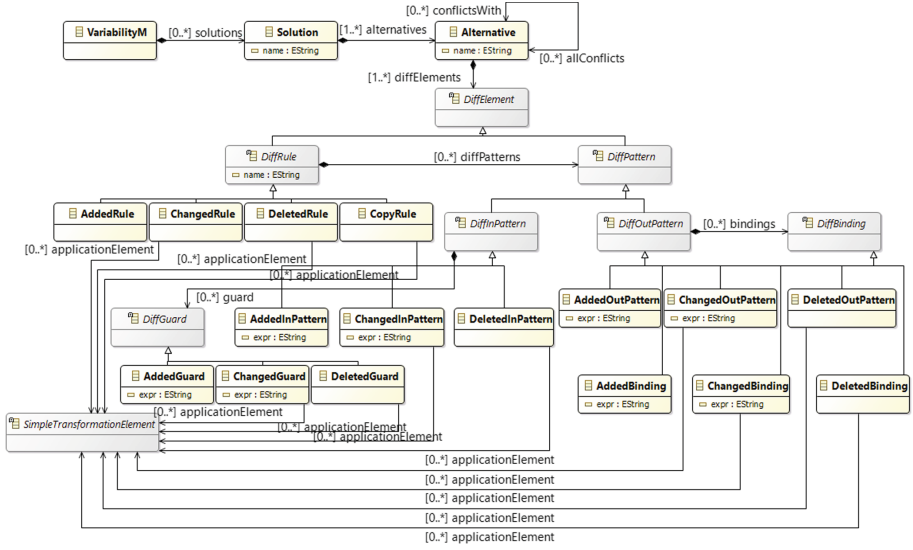 [0..*] conflictsWith
VariabilityM
[0..*] solutions
Solution
name : EString
[1..*] alternatives
Alternative
name : EString
[0..*] allConflicts
[1..*] diffElements
DiffElement
DiffRule
name : EString
[0..*] diffPatterns
DiffPattern
AddedRule
ChangedRule
DeletedRule
CopyRule
DiffInPattern
DiffOutPattern
[0..*] bindings
DiffBinding
[0..*] applicationElement
[0..*] applicationElement
[0..*] applicationElement
[0..*] guard
DiffGuard
AddedInPattern
expr : EString
ChangedInPattern
expr : EString
DeletedInPattern
AddedOutPattern
expr : EString
ChangedOutPattern
expr : EString
DeletedOutPattern
AddedGuard
expr : EString
ChangedGuard
expr : EString
DeletedGuard
AddedBinding
expr : EString
ChangedBinding
expr : EString
DeletedBinding
[0..*] applicationElement
SimpleTransformationElement
[0..*] applicationElement
[0..*] applicationElement
[0..*] applicationElement
[0..*] applicationElement
[0..*] applicationElement
[0..*] applicationElement
[0..*] applicationElement